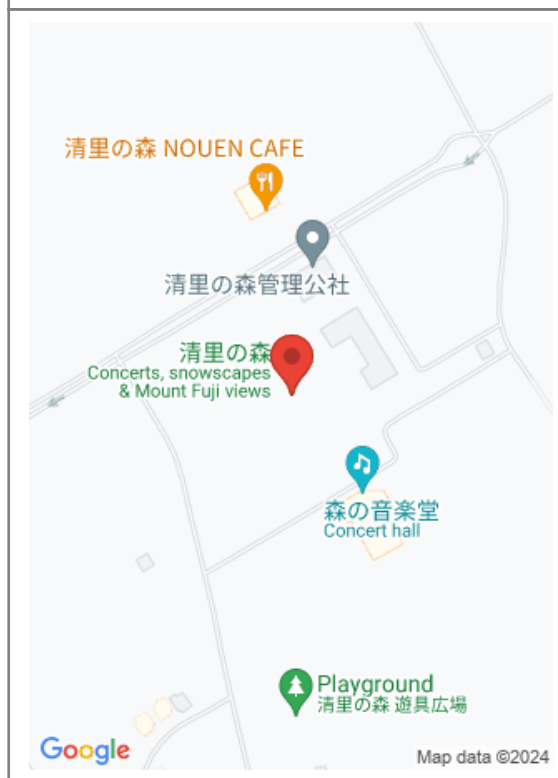 清里の森 NOUEN CAFE
清里の森管理公社
清里の森
Concerts, snowscapes
& Mount Fuji views
森の音楽堂
Concert hall
Playground
清里の森 遊具広場
Google
Map data ©2024